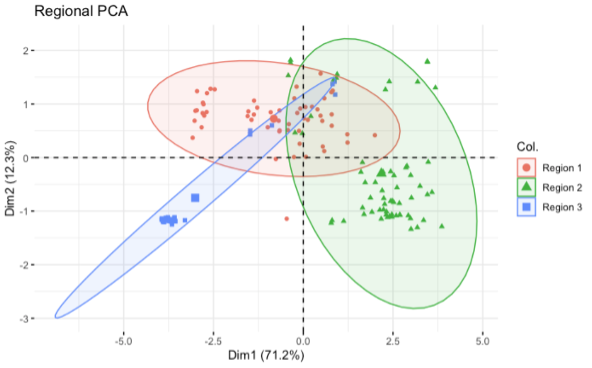 Regional PCA
2
1
0
-1
-2
-3
Dim2 (12.3%)
-5.0
-2.5
0.0
2.5
5.0
Dim1 (71.2%)
Col.
Region 1
Region 2
Region 3